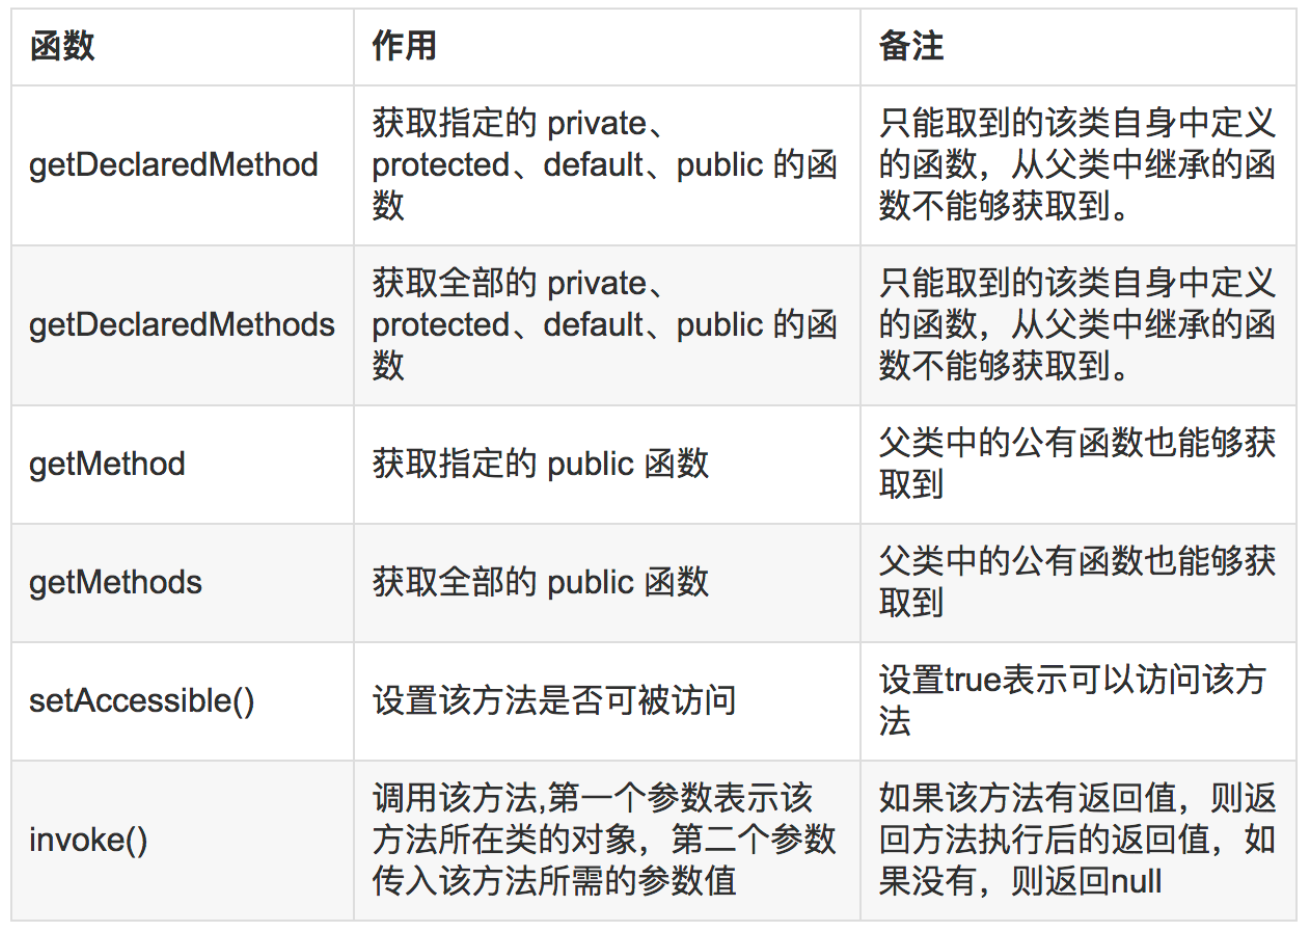 函数
作用
备注
getDeclaredMethod
获取指定的 private、
protected、default、public 的函
数
只能取到的该类自身中定义
的函数，从父类中继承的函
数不能够获取到。
getDeclaredMethods
获取全部的 private、
protected、default、public 的函
数
只能取到的该类自身中定义
的函数，从父类中继承的函
数不能够获取到。
getMethod
获取指定的 public 函数
父类中的公有函数也能够获
取到
getMethods
获取全部的 public 函数
父类中的公有函数也能够获
取到
setAccessible()
设置该方法是否可被访问
设置true表示可以访问该方
法
invoke()
调用该方法,第一个参数表示该
方法所在类的对象，第二个参数
传入该方法所需的参数值
如果该方法有返回值，则返
回方法执行后的返回值，如
果没有，则返回null